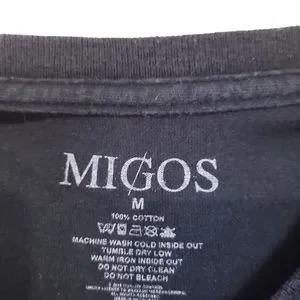 MIGOS
M
100% COTTON
MACHINE WASH COLD INSIDE OUT
TUMBLE DRY LOW
WARM IRON INSIDE OUT
DO NOT DRY CLEAN
DO NOT BLEACH